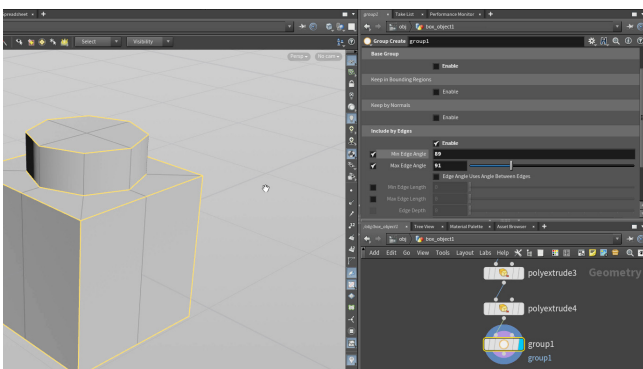 spreadsheet × +
Select Visibility
Persp No cam
group1 × Take List × Performance Monitor × +
obj box_object1
Group Create group1
Base Group
Enable
Keep in Bounding Regions
Enable
Keep by Normals
Enable
Include by Edges
Enable
Min Edge Angle 89
Max Edge Angle 91
Edge Angle Uses Angle Between Edges
Min Edge Length
Max Edge Length
Edge Depth
/obj/box_object1 × Tree View × Material Palette × Asset Browser × +
obj box_object1
Add Edit Go View Tools Layout Labs Help
polyextrude3 Geometry
polyextrude4
group1
group1